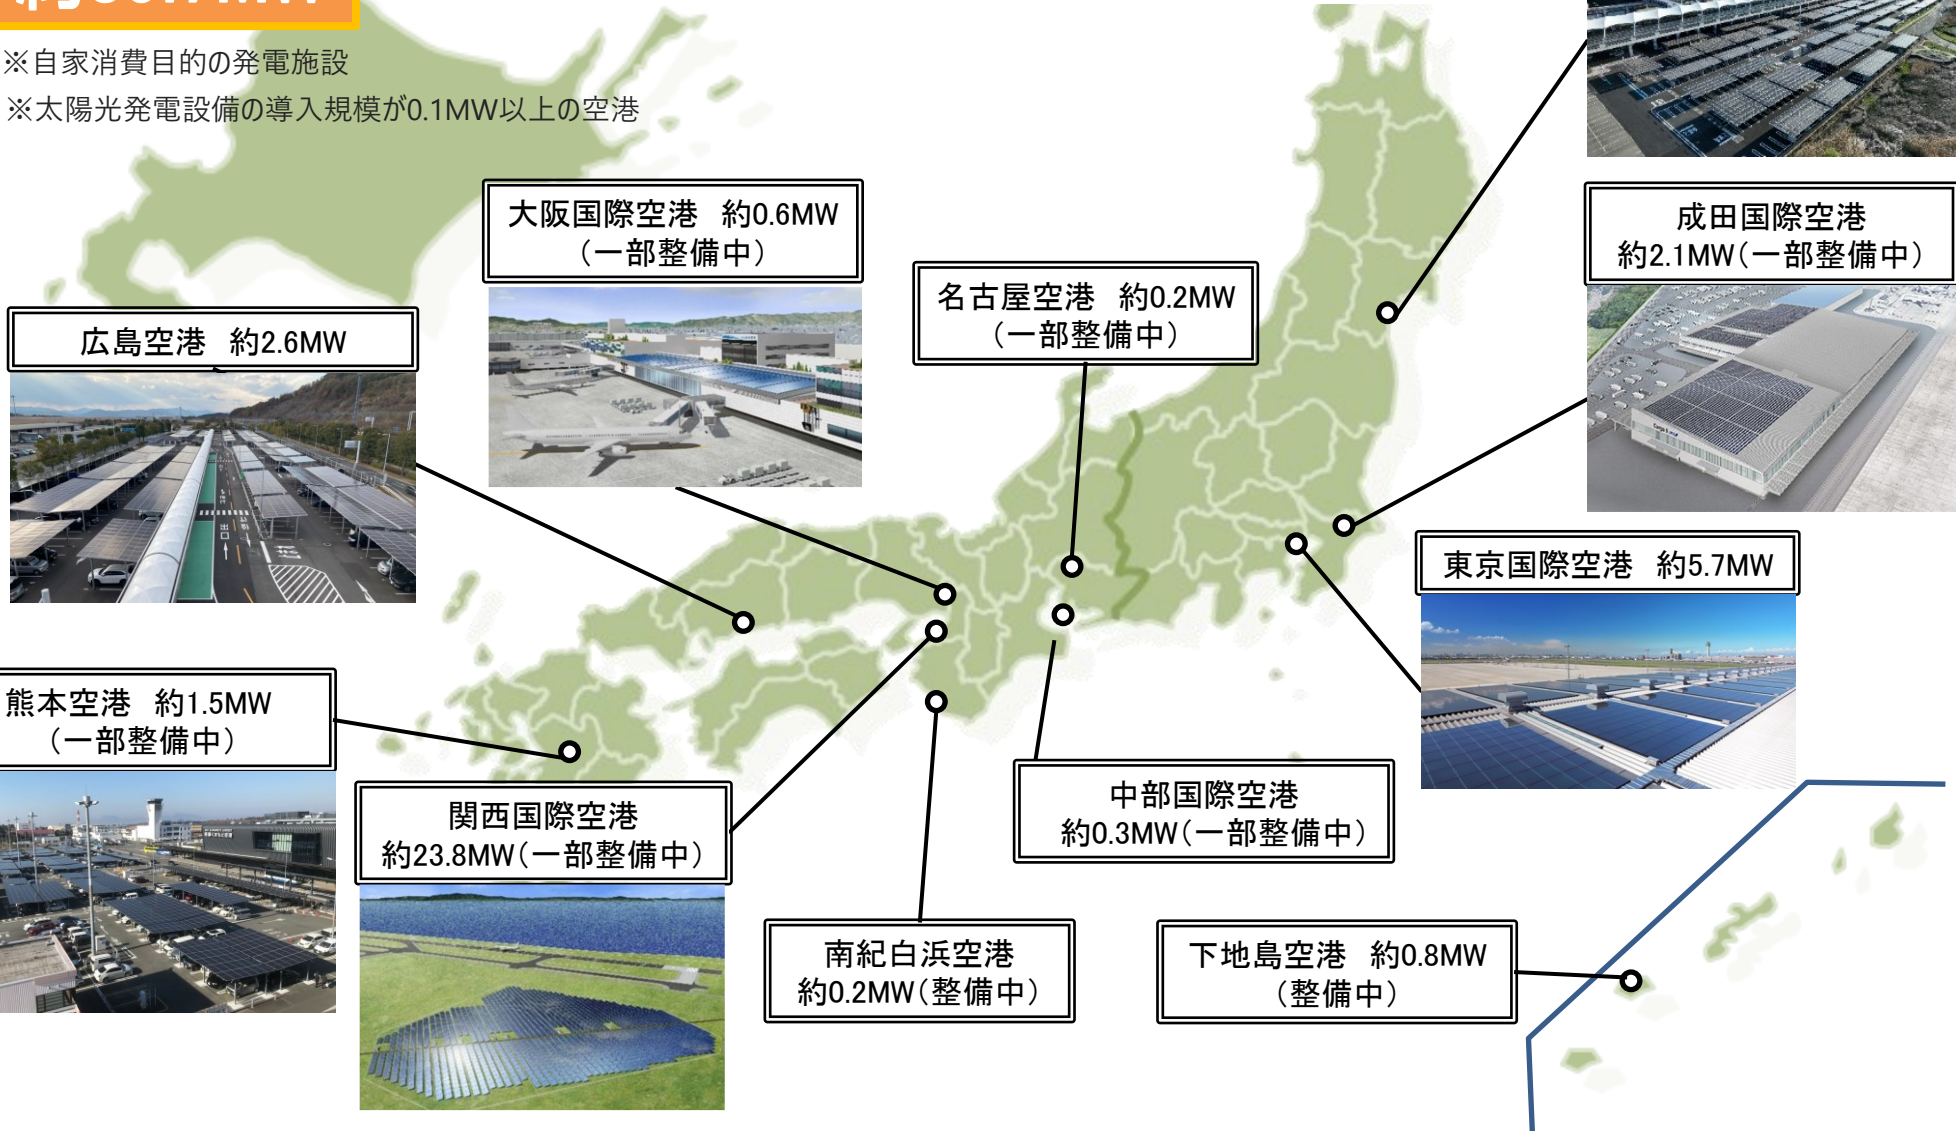 ※自家消費目的の発電施設
※太陽光発電設備の導入規模が0.1MW以上の空港
大阪国際空港　約0.6MW
（一部整備中）
成田国際空港
約2.1MW（一部整備中）
名古屋空港　約0.2MW
（一部整備中）
広島空港　約2.6MW
東京国際空港　約5.7MW
熊本空港　約1.5MW
（一部整備中）
関西国際空港
約23.8MW（一部整備中）
中部国際空港
約0.3MW（一部整備中）
南紀白浜空港
約0.2MW（整備中）
下地島空港　約0.8MW
（整備中）